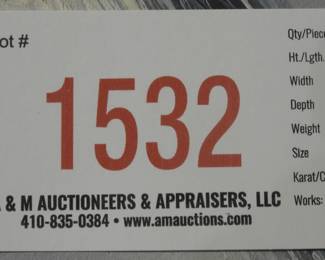 ot #
1532
& M AUCTIONEERS & APPRAISERS, LLC
410-835-0384 • www.amauctions.com
Qty/Piece
Ht./Lgth.
Width
Depth
Weight
Size
Karat/C
Works: